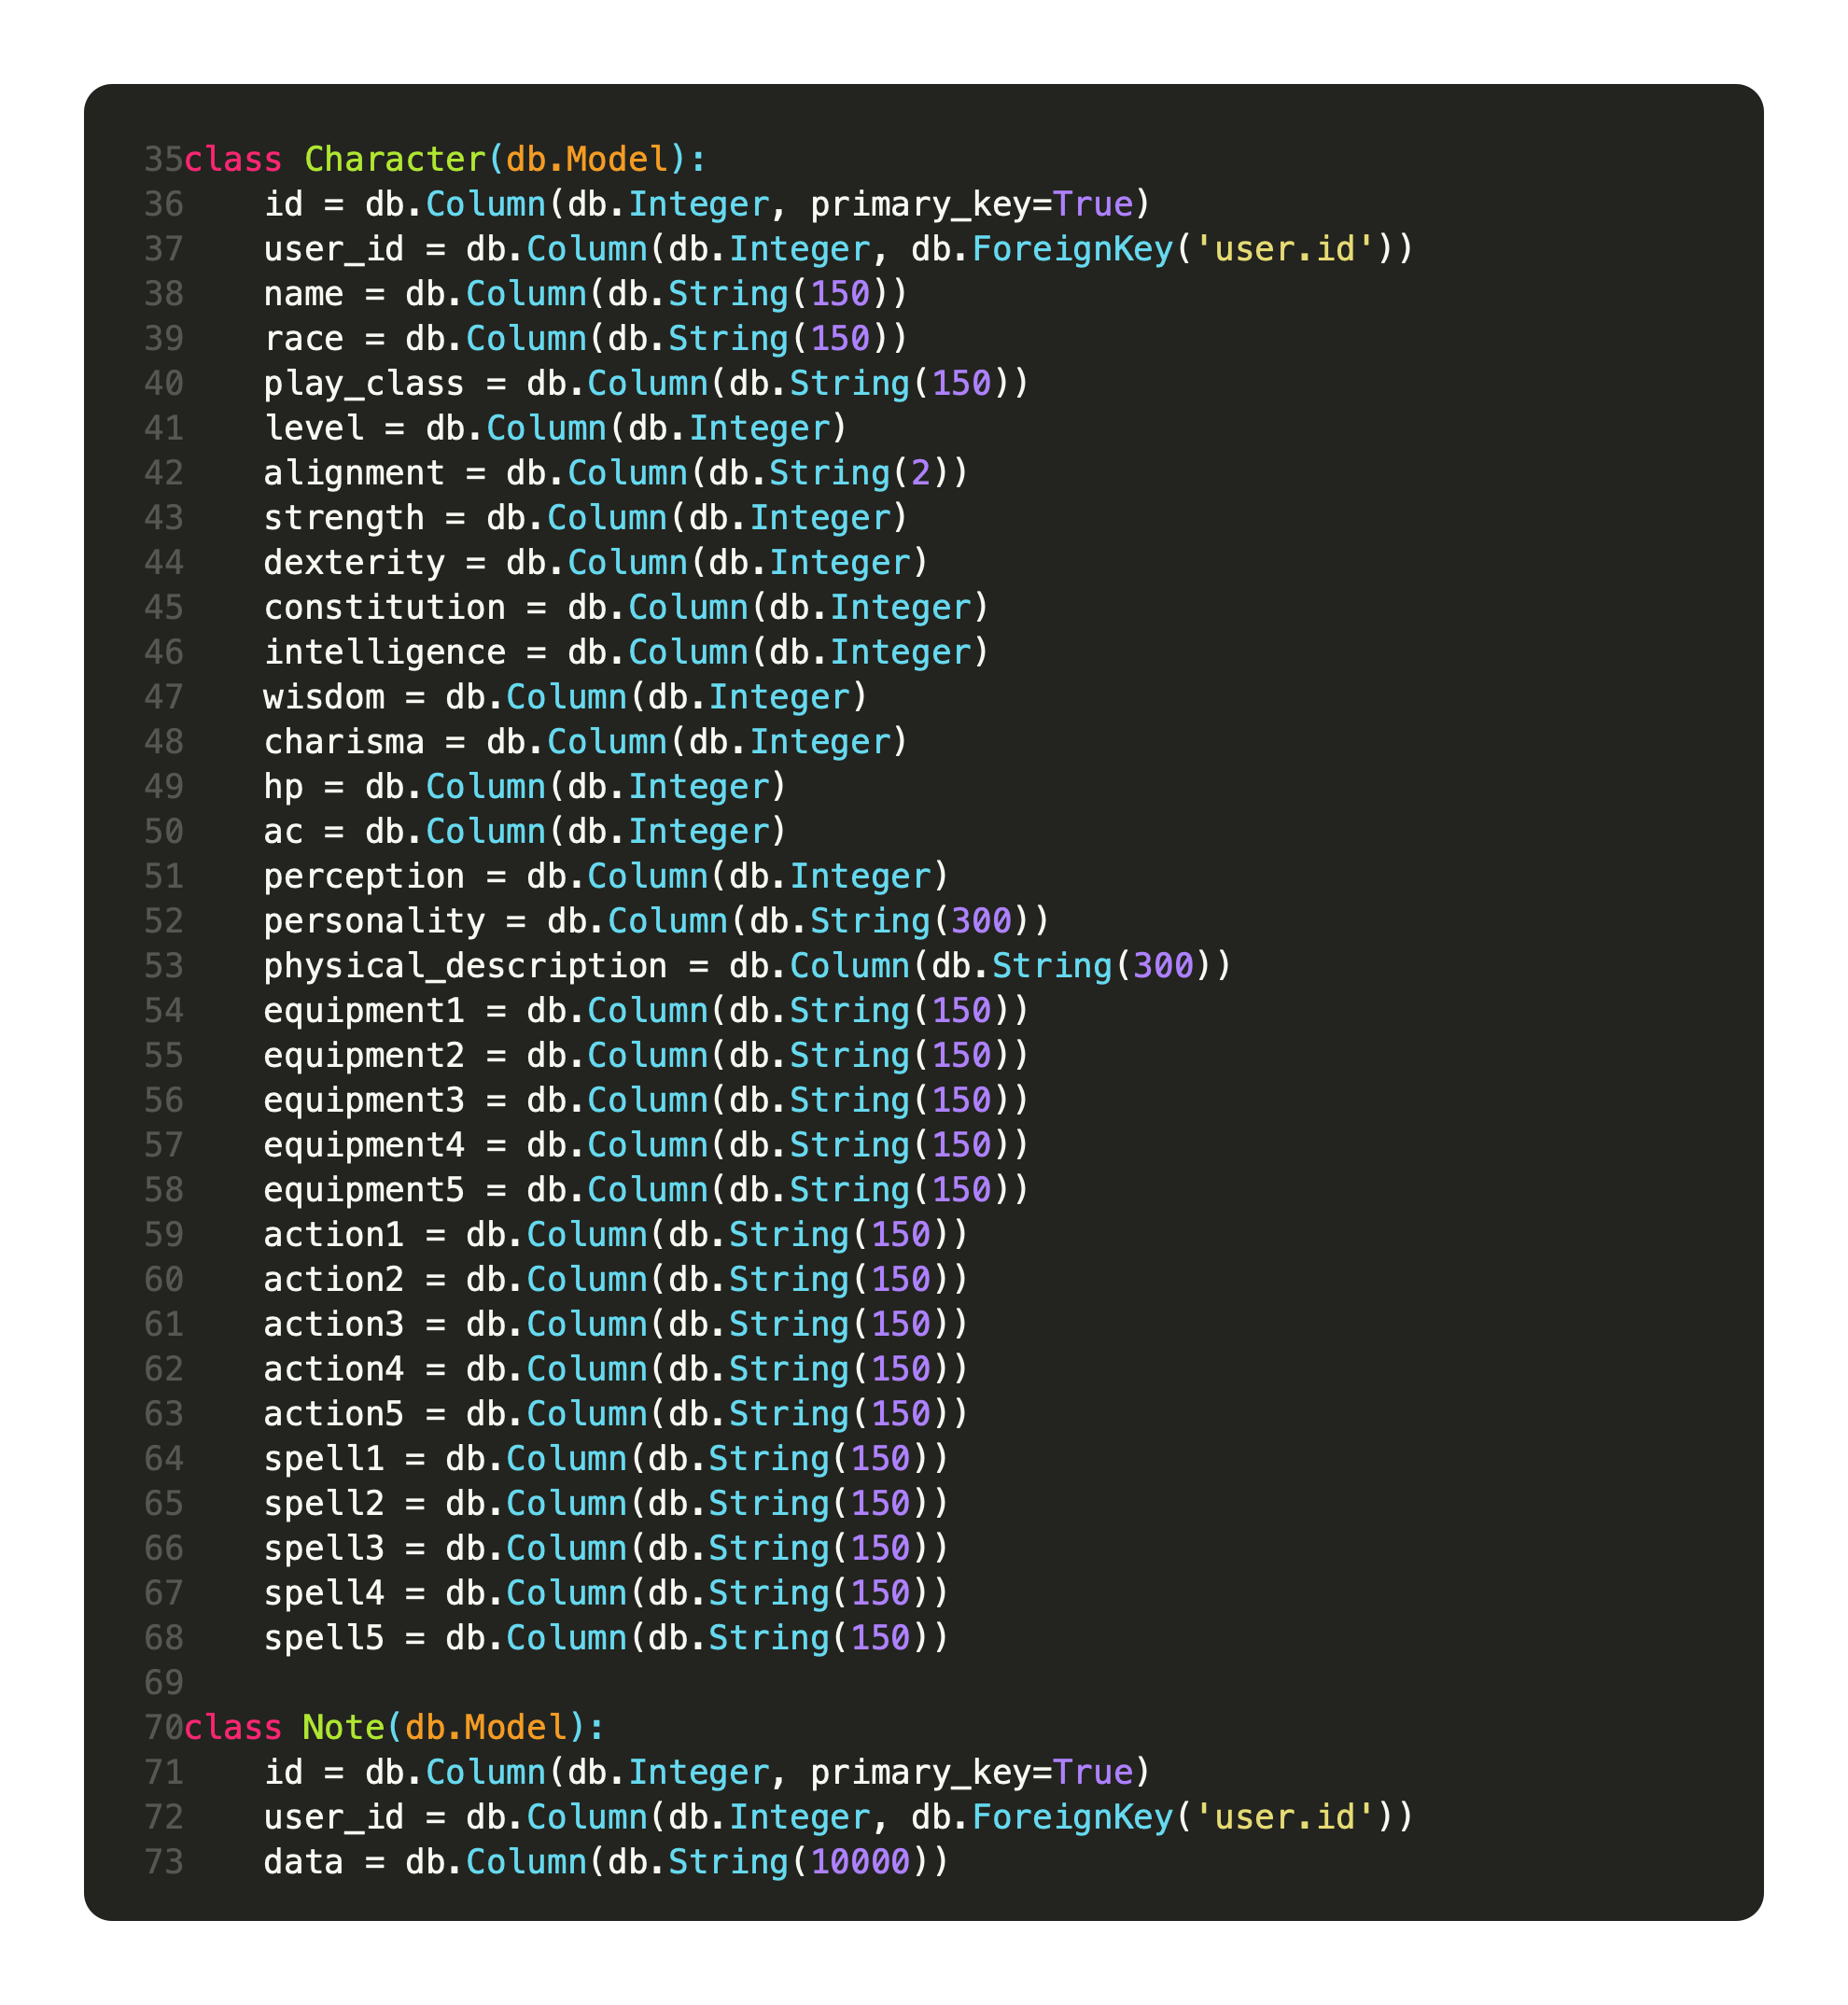 35class Character(db.Model):
36    id = db.Column(db.Integer, primary_key=True)
37    user_id = db.Column(db.Integer, db.ForeignKey('user.id'))
38    name = db.Column(db.String(150))
39    race = db.Column(db.String(150))
40    play_class = db.Column(db.String(150))
41    level = db.Column(db.Integer)
42    alignment = db.Column(db.String(2))
43    strength = db.Column(db.Integer)
44    dexterity = db.Column(db.Integer)
45    constitution = db.Column(db.Integer)
46    intelligence = db.Column(db.Integer)
47    wisdom = db.Column(db.Integer)
48    charisma = db.Column(db.Integer)
49    hp = db.Column(db.Integer)
50    ac = db.Column(db.Integer)
51    perception = db.Column(db.Integer)
52    personality = db.Column(db.String(300))
53    physical_description = db.Column(db.String(300))
54    equipment1 = db.Column(db.String(150))
55    equipment2 = db.Column(db.String(150))
56    equipment3 = db.Column(db.String(150))
57    equipment4 = db.Column(db.String(150))
58    equipment5 = db.Column(db.String(150))
59    action1 = db.Column(db.String(150))
60    action2 = db.Column(db.String(150))
61    action3 = db.Column(db.String(150))
62    action4 = db.Column(db.String(150))
63    action5 = db.Column(db.String(150))
64    spell1 = db.Column(db.String(150))
65    spell2 = db.Column(db.String(150))
66    spell3 = db.Column(db.String(150))
67    spell4 = db.Column(db.String(150))
68    spell5 = db.Column(db.String(150))
69
70class Note(db.Model):
71    id = db.Column(db.Integer, primary_key=True)
72    user_id = db.Column(db.Integer, db.ForeignKey('user.id'))
73    data = db.Column(db.String(10000))